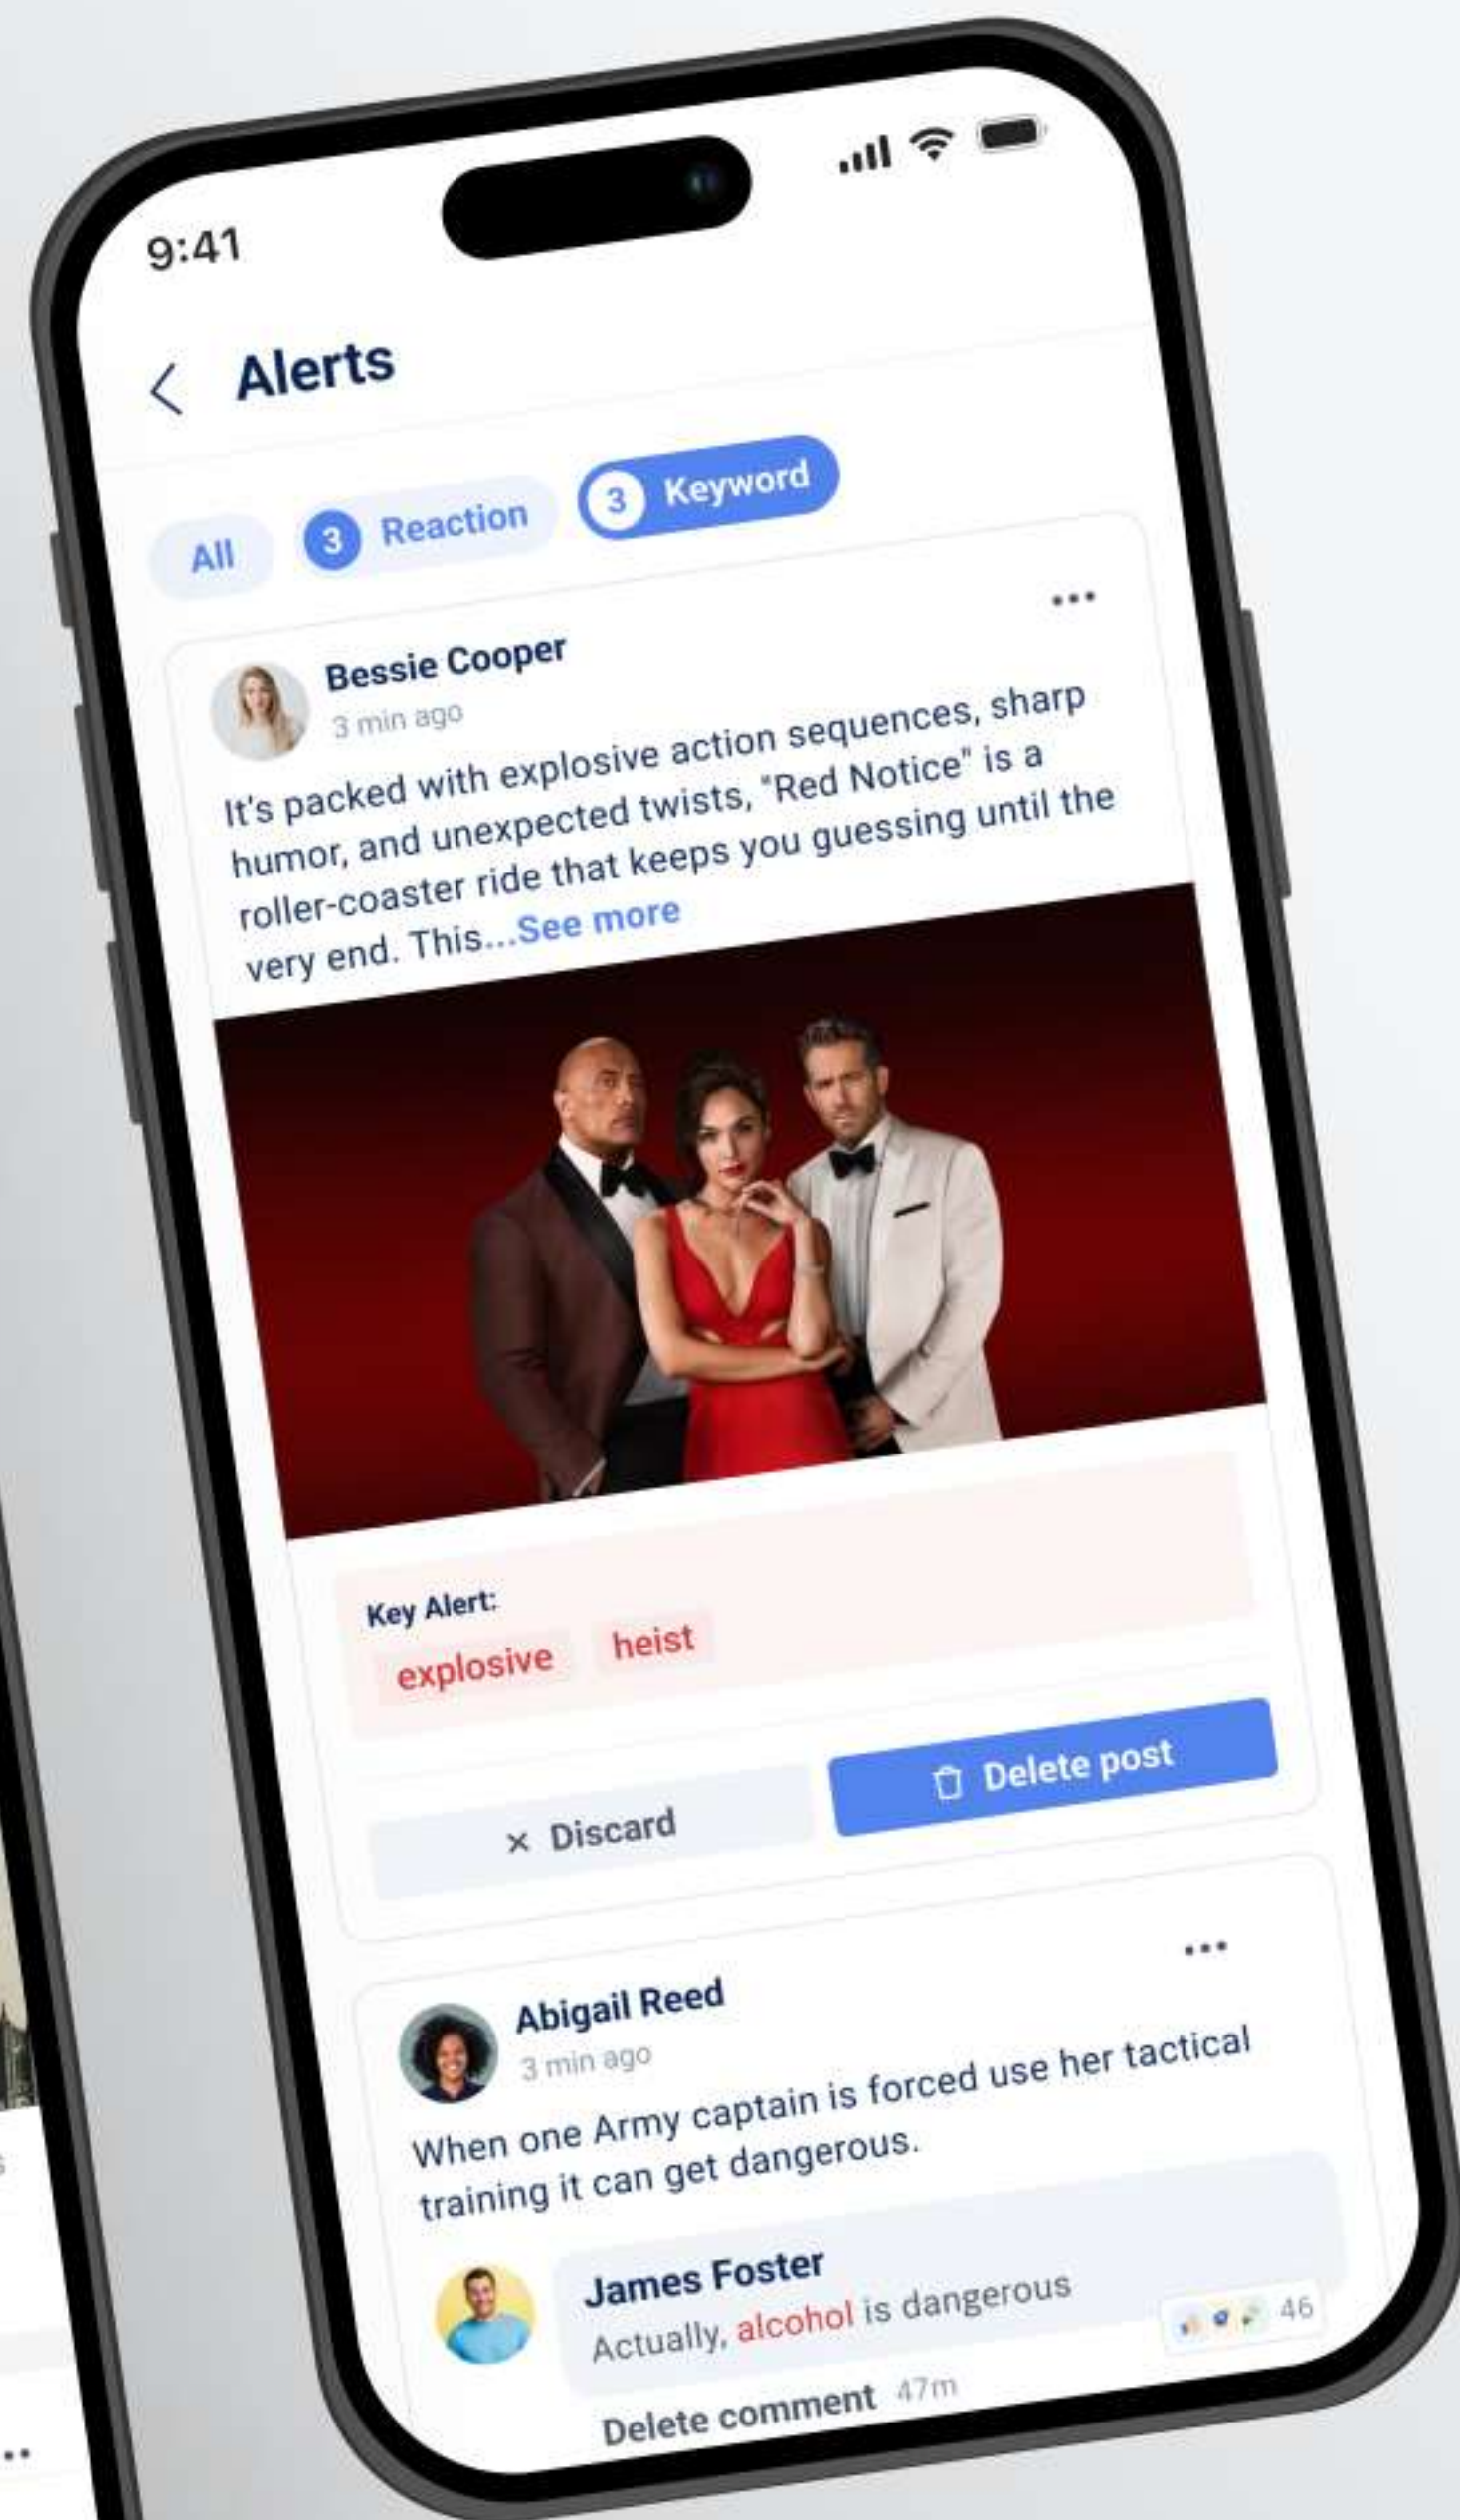 9:41
Alerts
All
3 Reaction
3 Keyword
Bessie Cooper
3 min ago
It's packed with explosive action sequences, sharp
humor, and unexpected twists, "Red Notice" is a
roller-coaster ride that keeps you guessing until the
very end. This...See more
Key Alert:
explosive heist
× Discard
Delete post
Abigail Reed
3 min ago
When one Army captain is forced use her tactical
training it can get dangerous.
James Foster
Actually, alcohol is dangerous
46
Delete comment 47m
s